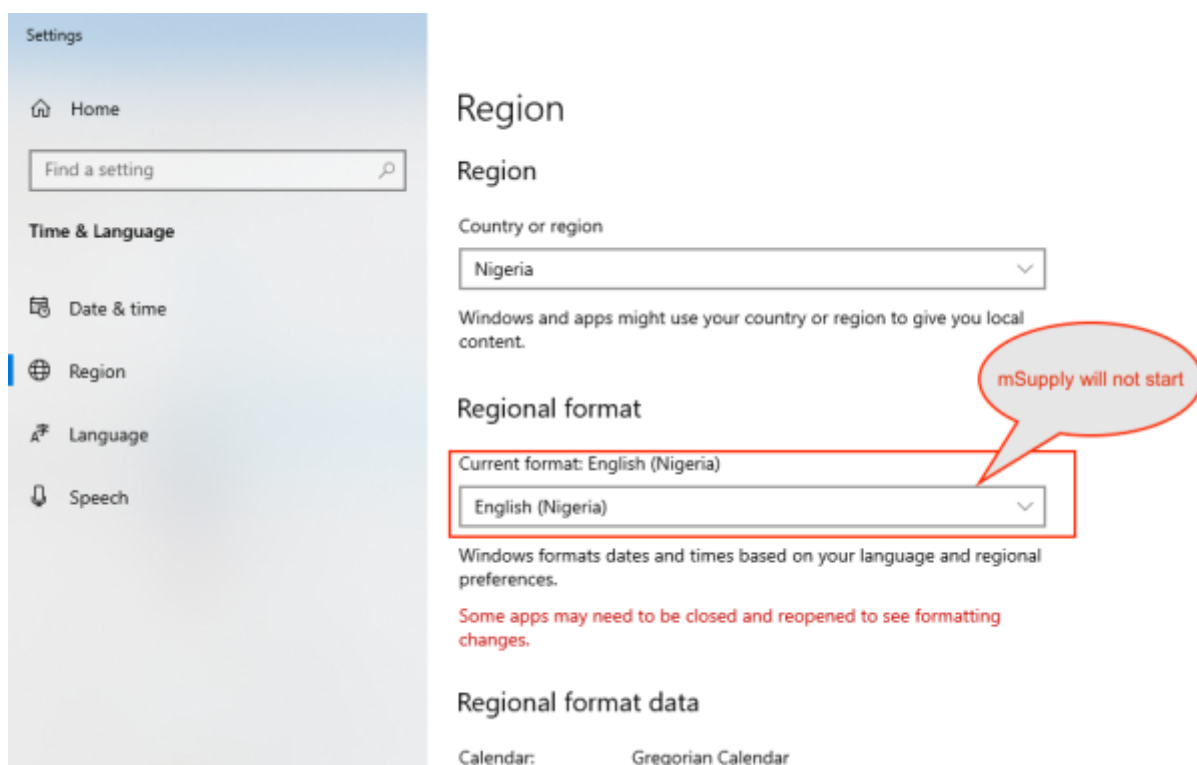 Settings
Home
Find a setting
Time & Language
Date & time
Region
Language
Speech
Region
Region
Country or region
Nigeria
Windows and apps might use your country or region to give you local
content.
mSupply will not start
Regional format
Current format: English (Nigeria)
English (Nigeria)
Windows formats dates and times based on your language and regional
preferences.
Some apps may need to be closed and reopened to see formatting
changes.
Regional format data
Calendar: Gregorian Calendar